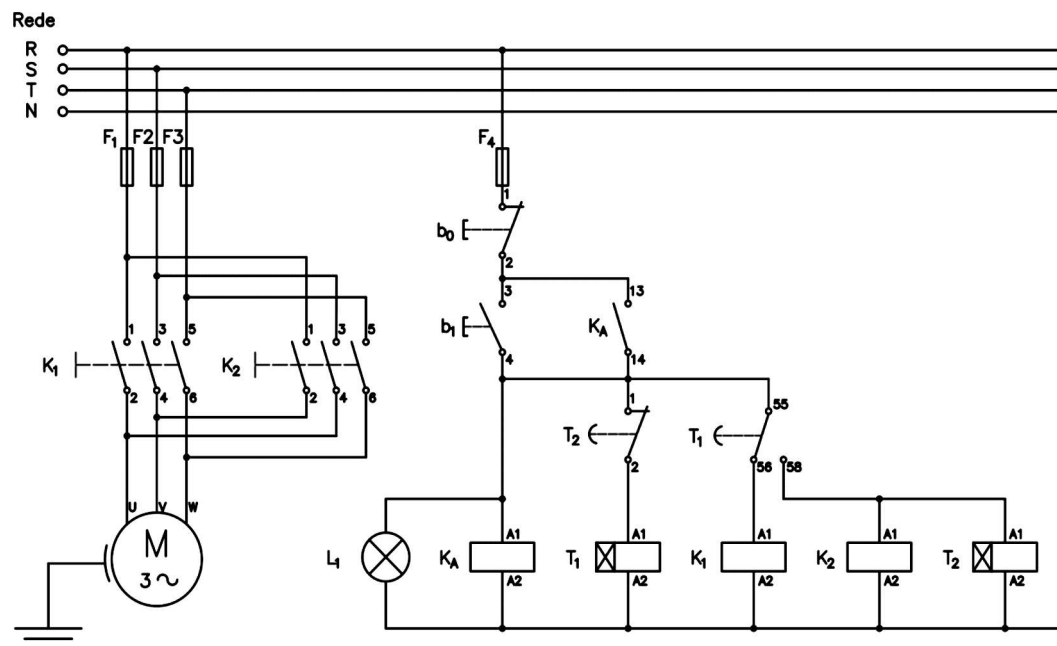 Rede
R
S
T
N
F1 F2 F3
F4
1
b0
2
3 13
b1 KA
4 14
1 3 5 1 3 5
K1 K2
2 4 6 2 4 6
1 55
T2 T1
2 56 58
U V W
M
3~
A1 A1 A1 A1 A1
L1 KA T1 K1 K2 T2
A2 A2 A2 A2 A2